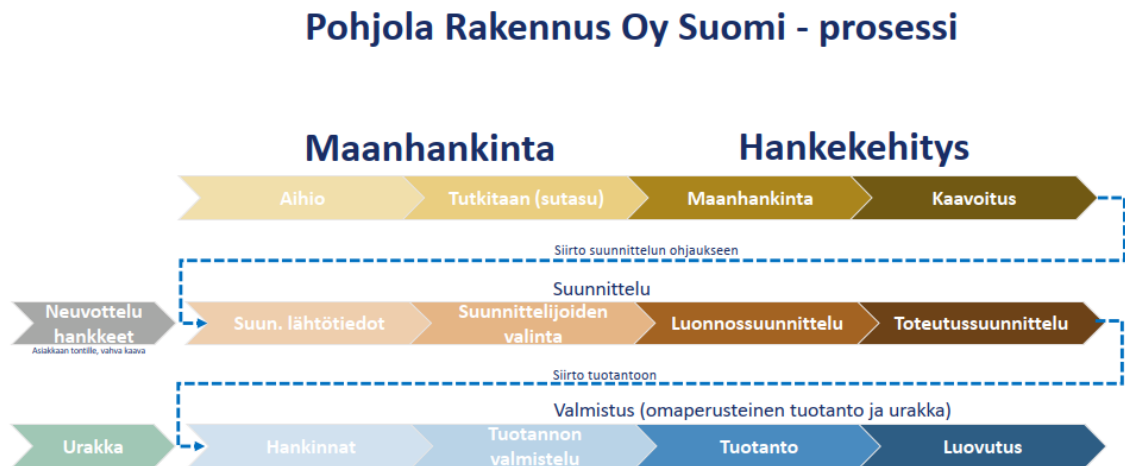 Pohjola Rakennus Oy Suomi - prosessi
Maanhankinta
Hankekehitys
Aihio
Tutkitaan (sutasu)
Maanhankinta
Kaavoitus
Siirto suunnittelun ohjaukseen
Suunnittelu
Neuvottelu
hankkeet
Asiakkaan tontille, vahva kaava
Suun. lähtötiedot
Suunnittelijoiden
valinta
Luonnossuunnittelu
Toteutussuunnittelu
Siirto tuotantoon
Valmistus (omaperusteinen tuotanto ja urakka)
Urakka
Hankinnat
Tuotannon
valmistelu
Tuotanto
Luovutus